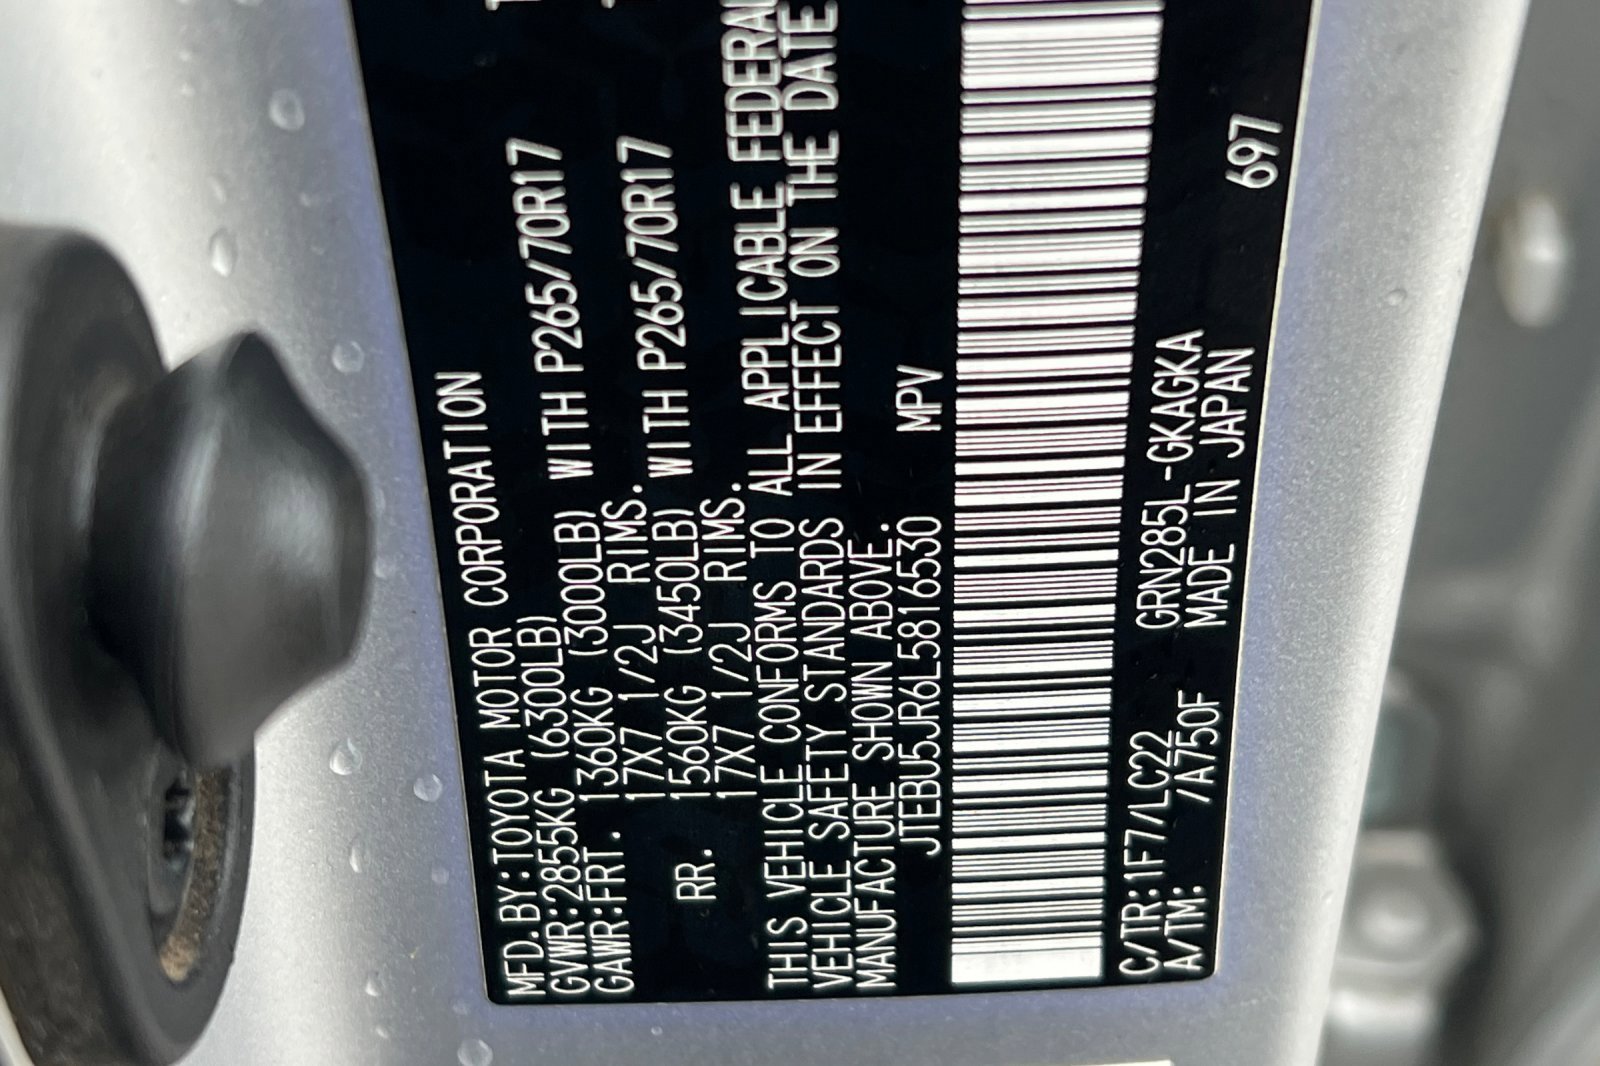 MFD.BY:TOYOTA MOTOR CORPORATION
GVWR:2855KG (6300LB)
GAWR:FRT. 1360KG (3000LB) WITH P265/70R17
17X7 1/2J RIMS.
RR. 1560KG (3450LB) WITH P265/70R17
17X7 1/2J RIMS.
THIS VEHICLE CONFORMS TO ALL APPLICABLE FEDERAL
VEHICLE SAFETY STANDARDS IN EFFECT ON THE DATE
MANUFACTURE SHOWN ABOVE.
JTEBU5JR6L5816530 MPV
C/TR:1F7/LC22 GRN285L-GKAGKA 697
A/TM: /A750F MADE IN JAPAN